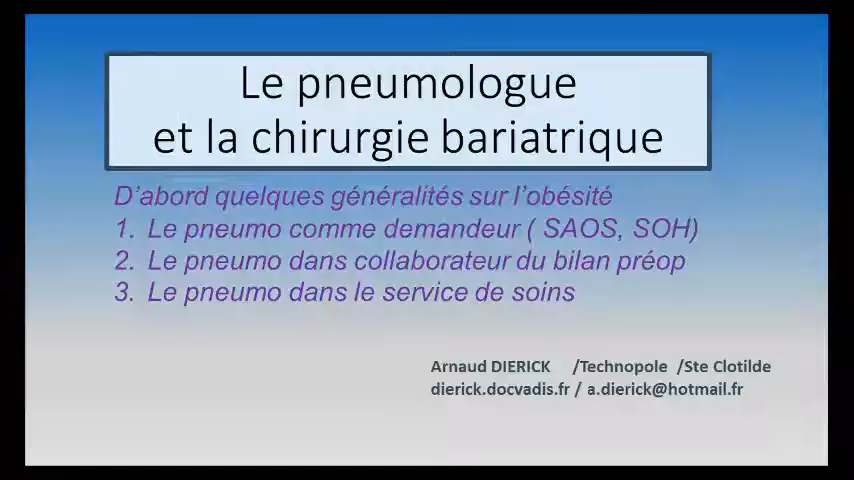 Le pneumologue
et la chirurgie bariatrique
D'abord quelques généralités sur l'obésité
1. Le pneumo comme demandeur ( SAOS, SOH)
2. Le pneumo dans collaborateur du bilan préop
3. Le pneumo dans le service de soins
Arnaud DIERICK /Technopole /Ste Clotilde
dierick.docvadis.fr / a.dierick@hotmail.fr